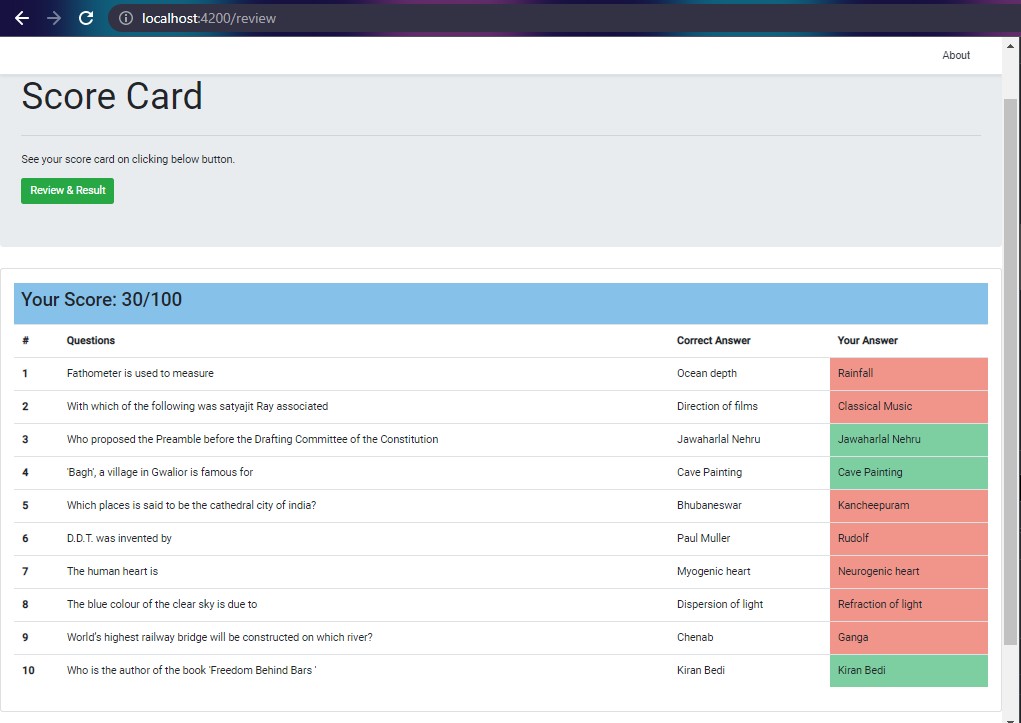 localhost:4200/review
About
Score Card
See your score card on clicking below button.
Review & Result
Your Score: 30/100
# Questions Correct Answer Your Answer
1 Fathometer is used to measure Ocean depth Rainfall
2 With which of the following was satyajit Ray associated Direction of films Classical Music
3 Who proposed the Preamble before the Drafting Committee of the Constitution Jawaharlal Nehru Jawaharlal Nehru
4 'Bagh', a village in Gwalior is famous for Cave Painting Cave Painting
5 Which places is said to be the cathedral city of india? Bhubaneswar Kancheepuram
6 D.D.T. was invented by Paul Muller Rudolf
7 The human heart is Myogenic heart Neurogenic heart
8 The blue colour of the clear sky is due to Dispersion of light Refraction of light
9 World's highest railway bridge will be constructed on which river? Chenab Ganga
10 Who is the author of the book 'Freedom Behind Bars ' Kiran Bedi Kiran Bedi